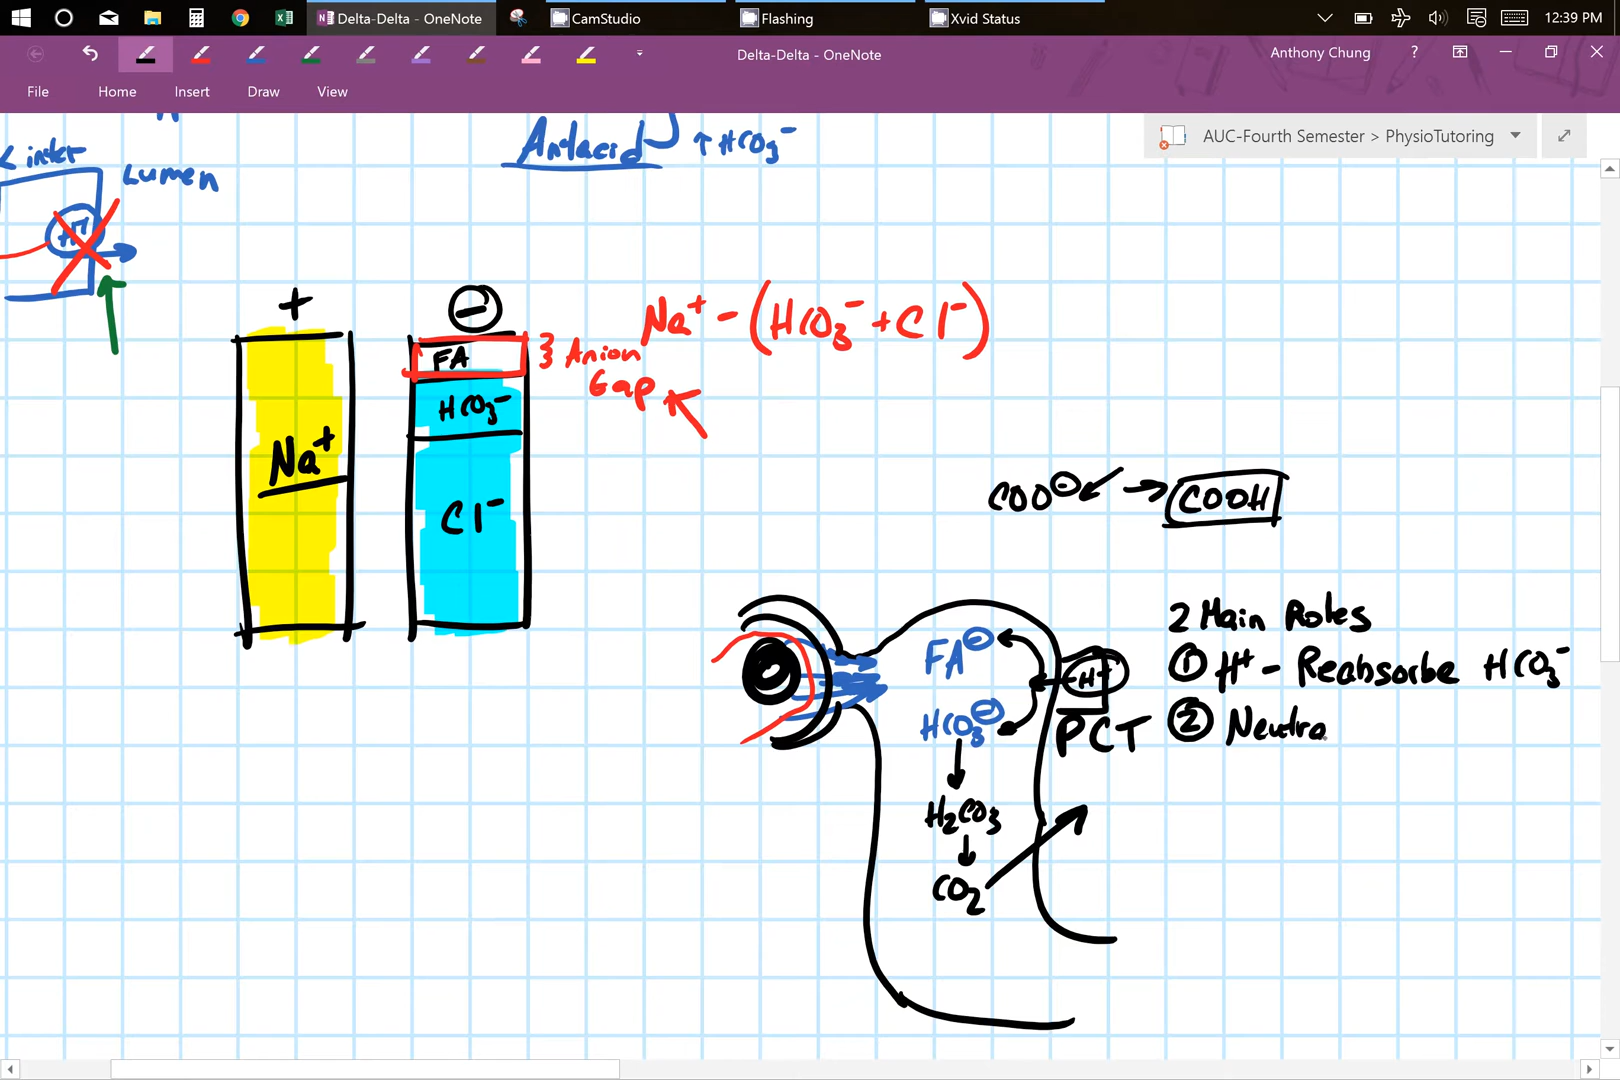 Delta-Delta - OneNote
CamStudio
Flashing
Xvid Status
12:39 PM
Delta-Delta - OneNote
Anthony Chung
?
File
Home
Insert
Draw
View
AUC-Fourth Semester > PhysioTutoring
Antacid ↑ HCO3-
inter
Lumen
+
-
Na+ - (HCO3- + Cl-)
FA
} Anion
Gap
HCO3-
Na+
Cl-
COO- → COOH
2 Main Roles
FA-
① H+ - Reabsorbe HCO3-
H+
HCO3-
PCT
② Neutra
H2CO3
CO2